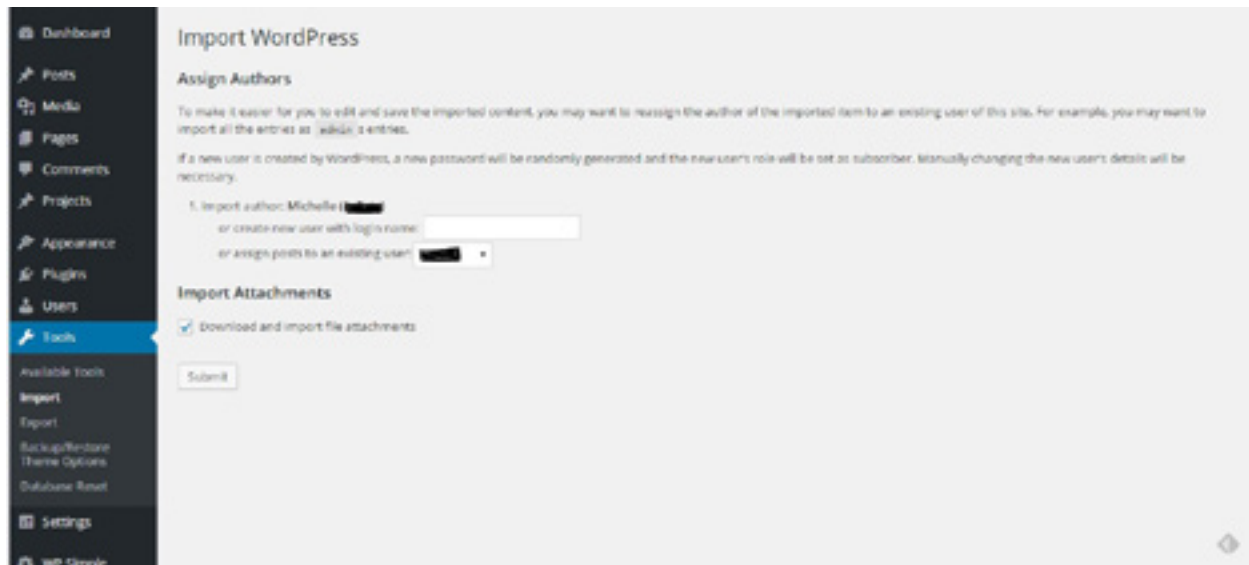 Dashboard
Posts
Media
Pages
Comments
Projects
Appearance
Plugins
Users
Tools
Available Tools
Import
Export
Backup/Restore
Theme Options
Database Reset
Settings
WP Simple
Import WordPress
Assign Authors
To make it easier for you to edit and save the imported content, you may want to reassign the author of the imported item to an existing user of this site. For example, you may want to
import all the entries as admin s entries.
If a new user is created by WordPress, a new password will be randomly generated and the new user's role will be set as subscriber. Manually changing the new user's details will be
necessary.
1. Import author: Michelle (
or create new user with login name:
or assign posts to an existing user:
Import Attachments
Download and import file attachments
Submit